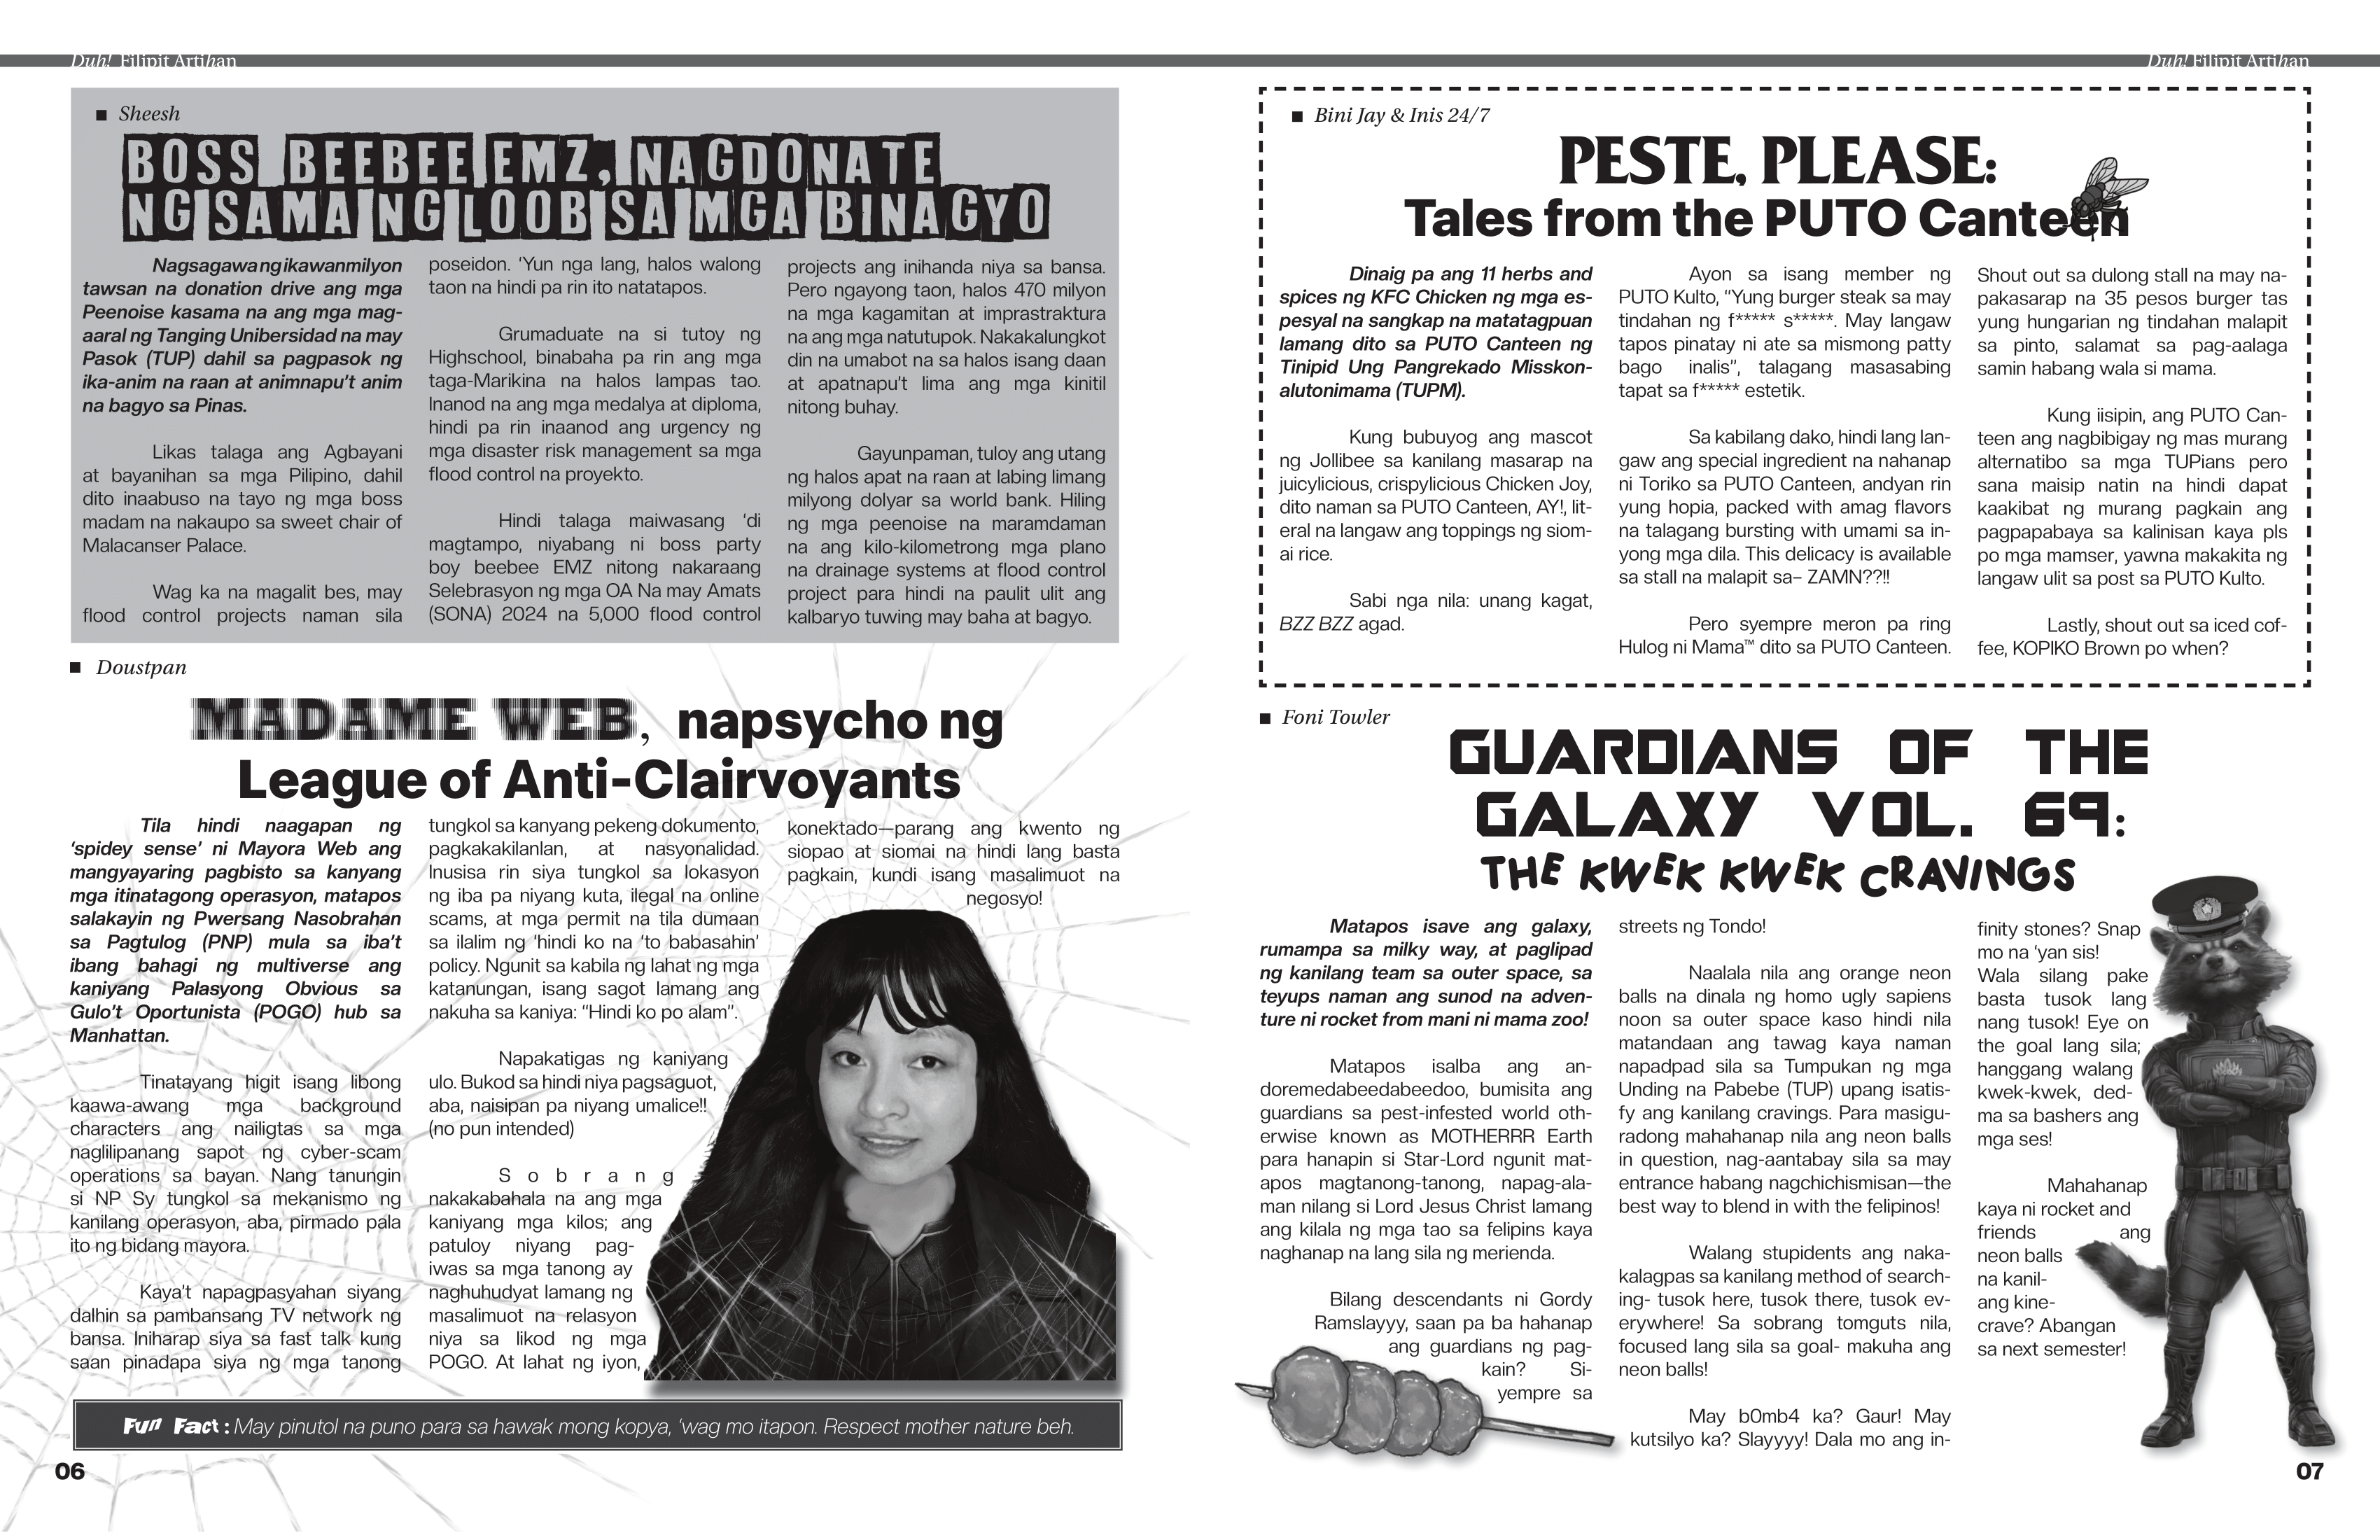 Duh! Filipit Artihan
■ Sheesh
BOSS BEEBEE EMZ, NAGDONATE
NG SAMA NG LOOB SA MGA BINAGYO
Nagsagawa ng ikawan milyon
tawsan na donation drive ang mga
Peenoise kasama na ang mga mag-
aaral ng Tanging Unibersidad na may
Pasok (TUP) dahil sa pagpasok ng
ika-anim na raan at animnapu't anim
na bagyo sa Pinas.
Likas talaga ang Agbayani
at bayanihan sa mga Pilipino, dahil
dito inaabuso na tayo ng mga boss
madam na nakaupo sa sweet chair of
Malacanser Palace.
Wag ka na magalit bes, may
flood control projects naman sila
poseidon. 'Yun nga lang, halos walong
taon na hindi pa rin ito natatapos.
Grumaduate na si tutoy ng
Highschool, binabaha pa rin ang mga
taga-Marikina na halos lampas tao.
Inanod na ang mga medalya at diploma,
hindi pa rin inaanod ang urgency ng
mga disaster risk management sa mga
flood control na proyekto.
Hindi talaga maiwasang 'di
magtampo, niyabang ni boss party
boy beebee EMZ nitong nakaraang
Selebrasyon ng mga OA Na may Amats
(SONA) 2024 na 5,000 flood control
projects ang inihanda niya sa bansa.
Pero ngayong taon, halos 470 milyon
na mga kagamitan at imprastraktura
na ang mga natutupok. Nakakalungkot
din na umabot na sa halos isang daan
at apatnapu't lima ang mga kinitil
nitong buhay.
Gayunpaman, tuloy ang utang
ng halos apat na raan at labing limang
milyong dolyar sa world bank. Hiling
ng mga peenoise na maramdaman
na ang kilo-kilometrong mga plano
na drainage systems at flood control
project para hindi na paulit ulit ang
kalbaryo tuwing may baha at bagyo.
■ Doustpan
MADAME WEB, napsycho ng
League of Anti-Clairvoyants
Tila hindi naagapan ng
'spidey sense' ni Mayora Web ang
mangyayaring pagbisto sa kanyang
mga itinatagong operasyon, matapos
salakayin ng Pwersang Nasobrahan
sa Pagtulog (PNP) mula sa iba't
ibang bahagi ng multiverse ang
kaniyang Palasyong Obvious sa
Gulo't Oportunista (POGO) hub sa
Manhattan.
Tinatayang higit isang libong
kaawa-awang mga background
characters ang nailigtas sa mga
naglilipanang sapot ng cyber-scam
operations sa bayan. Nang tanungin
si NP Sy tungkol sa mekanismo ng
kanilang operasyon, aba, pirmado pala
ito ng bidang mayora.
Kaya't napagpasyahan siyang
dalhin sa pambansang TV network ng
bansa. Iniharap siya sa fast talk kung
saan pinadapa siya ng mga tanong
tungkol sa kanyang pekeng dokumento,
pagkakakilanlan, at nasyonalidad.
Inusisa rin siya tungkol sa lokasyon
ng iba pa niyang kuta, ilegal na online
scams, at mga permit na tila dumaan
sa ilalim ng 'hindi ko na 'to babasahin'
policy. Ngunit sa kabila ng lahat ng mga
katanungan, isang sagot lamang ang
nakuha sa kaniya: "Hindi ko po alam".
Napakatigas ng kaniyang
ulo. Bukod sa hindi niya pagsaguot,
aba, naisipan pa niyang umalice!!
(no pun intended)
Sobrang
nakakabahala na ang mga
kaniyang mga kilos; ang
patuloy niyang pag-
iwas sa mga tanong ay
naghuhudyat lamang ng
masalimuot na relasyon
niya sa likod ng mga
POGO. At lahat ng iyon,
konektado—parang ang kwento ng
siopao at siomai na hindi lang basta
pagkain, kundi isang masalimuot na
negosyo!
Fun Fact : May pinutol na puno para sa hawak mong kopya, 'wag mo itapon. Respect mother nature beh.
06
Duh! Filipit Artihan
■ Bini Jay & Inis 24/7
PESTE, PLEASE:
Tales from the PUTO Canteen
Dinaig pa ang 11 herbs and
spices ng KFC Chicken ng mga es-
pesyal na sangkap na matatagpuan
lamang dito sa PUTO Canteen ng
Tinipid Ung Pangrekado Misskon-
alutonimama (TUPM).
Kung bubuyog ang mascot
ng Jollibee sa kanilang masarap na
juicylicious, crispylicious Chicken Joy,
dito naman sa PUTO Canteen, AY!, lit-
eral na langaw ang toppings ng siom-
ai rice.
Sabi nga nila: unang kagat,
BZZ BZZ agad.
Ayon sa isang member ng
PUTO Kulto, "Yung burger steak sa may
tindahan ng f***** s*****. May langaw
tapos pinatay ni ate sa mismong patty
bago inalis", talagang masasabing
tapat sa f***** estetik.
Sa kabilang dako, hindi lang lan-
gaw ang special ingredient na nahanap
ni Toriko sa PUTO Canteen, andyan rin
yung hopia, packed with amag flavors
na talagang bursting with umami sa in-
yong mga dila. This delicacy is available
sa stall na malapit sa– ZAMN??!!
Pero syempre meron pa ring
Hulog ni Mama™ dito sa PUTO Canteen.
Shout out sa dulong stall na may na-
pakasarap na 35 pesos burger tas
yung hungarian ng tindahan malapit
sa pinto, salamat sa pag-aalaga
samin habang wala si mama.
Kung iisipin, ang PUTO Can-
teen ang nagbibigay ng mas murang
alternatibo sa mga TUPians pero
sana maisip natin na hindi dapat
kaakibat ng murang pagkain ang
pagpapabaya sa kalinisan kaya pls
po mga mamser, yawna makakita ng
langaw ulit sa post sa PUTO Kulto.
Lastly, shout out sa iced cof-
fee, KOPIKO Brown po when?
■ Foni Towler
GUARDIANS OF THE
GALAXY VOL. 69:
THE KWEK KWEK CRAVINGS
Matapos isave ang galaxy,
rumampa sa milky way, at paglipad
ng kanilang team sa outer space, sa
teyups naman ang sunod na adven-
ture ni rocket from mani ni mama zoo!
Matapos isalba ang an-
doremedabeedabeedoo, bumisita ang
guardians sa pest-infested world oth-
erwise known as MOTHERRR Earth
para hanapin si Star-Lord ngunit mat-
apos magtanong-tanong, napag-ala-
man nilang si Lord Jesus Christ lamang
ang kilala ng mga tao sa felipins kaya
naghanap na lang sila ng merienda.
Bilang descendants ni Gordy
Ramslayyy, saan pa ba hahanap
ang guardians ng pag-
kain? Si-
yempre sa
streets ng Tondo!
Naalala nila ang orange neon
balls na dinala ng homo ugly sapiens
noon sa outer space kaso hindi nila
matandaan ang tawag kaya naman
napadpad sila sa Tumpukan ng mga
Unding na Pabebe (TUP) upang isatis-
fy ang kanilang cravings. Para masigu-
radong mahahanap nila ang neon balls
in question, nag-aantabay sila sa may
entrance habang nagchichismisan—the
best way to blend in with the felipinos!
Walang stupidents ang naka-
kalagpas sa kanilang method of search-
ing- tusok here, tusok there, tusok ev-
erywhere! Sa sobrang tomguts nila,
focused lang sila sa goal- makuha ang
neon balls!
May b0mb4 ka? Gaur! May
kutsilyo ka? Slayyyy! Dala mo ang in-
finity stones? Snap
mo na 'yan sis!
Wala silang pake
basta tusok lang
nang tusok! Eye on
the goal lang sila;
hanggang walang
kwek-kwek, ded-
ma sa bashers ang
mga ses!
Mahahanap
kaya ni rocket and
friends ang
neon balls
na kanil-
ang kine-
crave? Abangan
sa next semester!
07